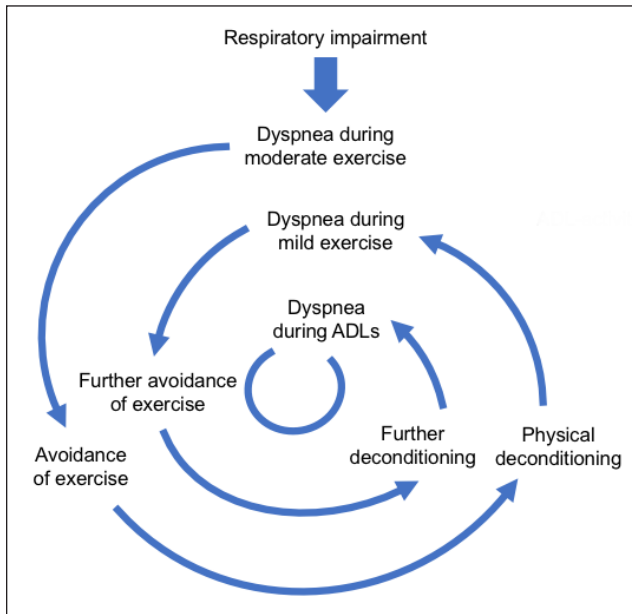 Respiratory impairment
Dyspnea during
moderate exercise
Dyspnea during
mild exercise
Dyspnea
during ADLs
Further avoidance
of exercise
Further
deconditioning
Physical
deconditioning
Avoidance
of exercise